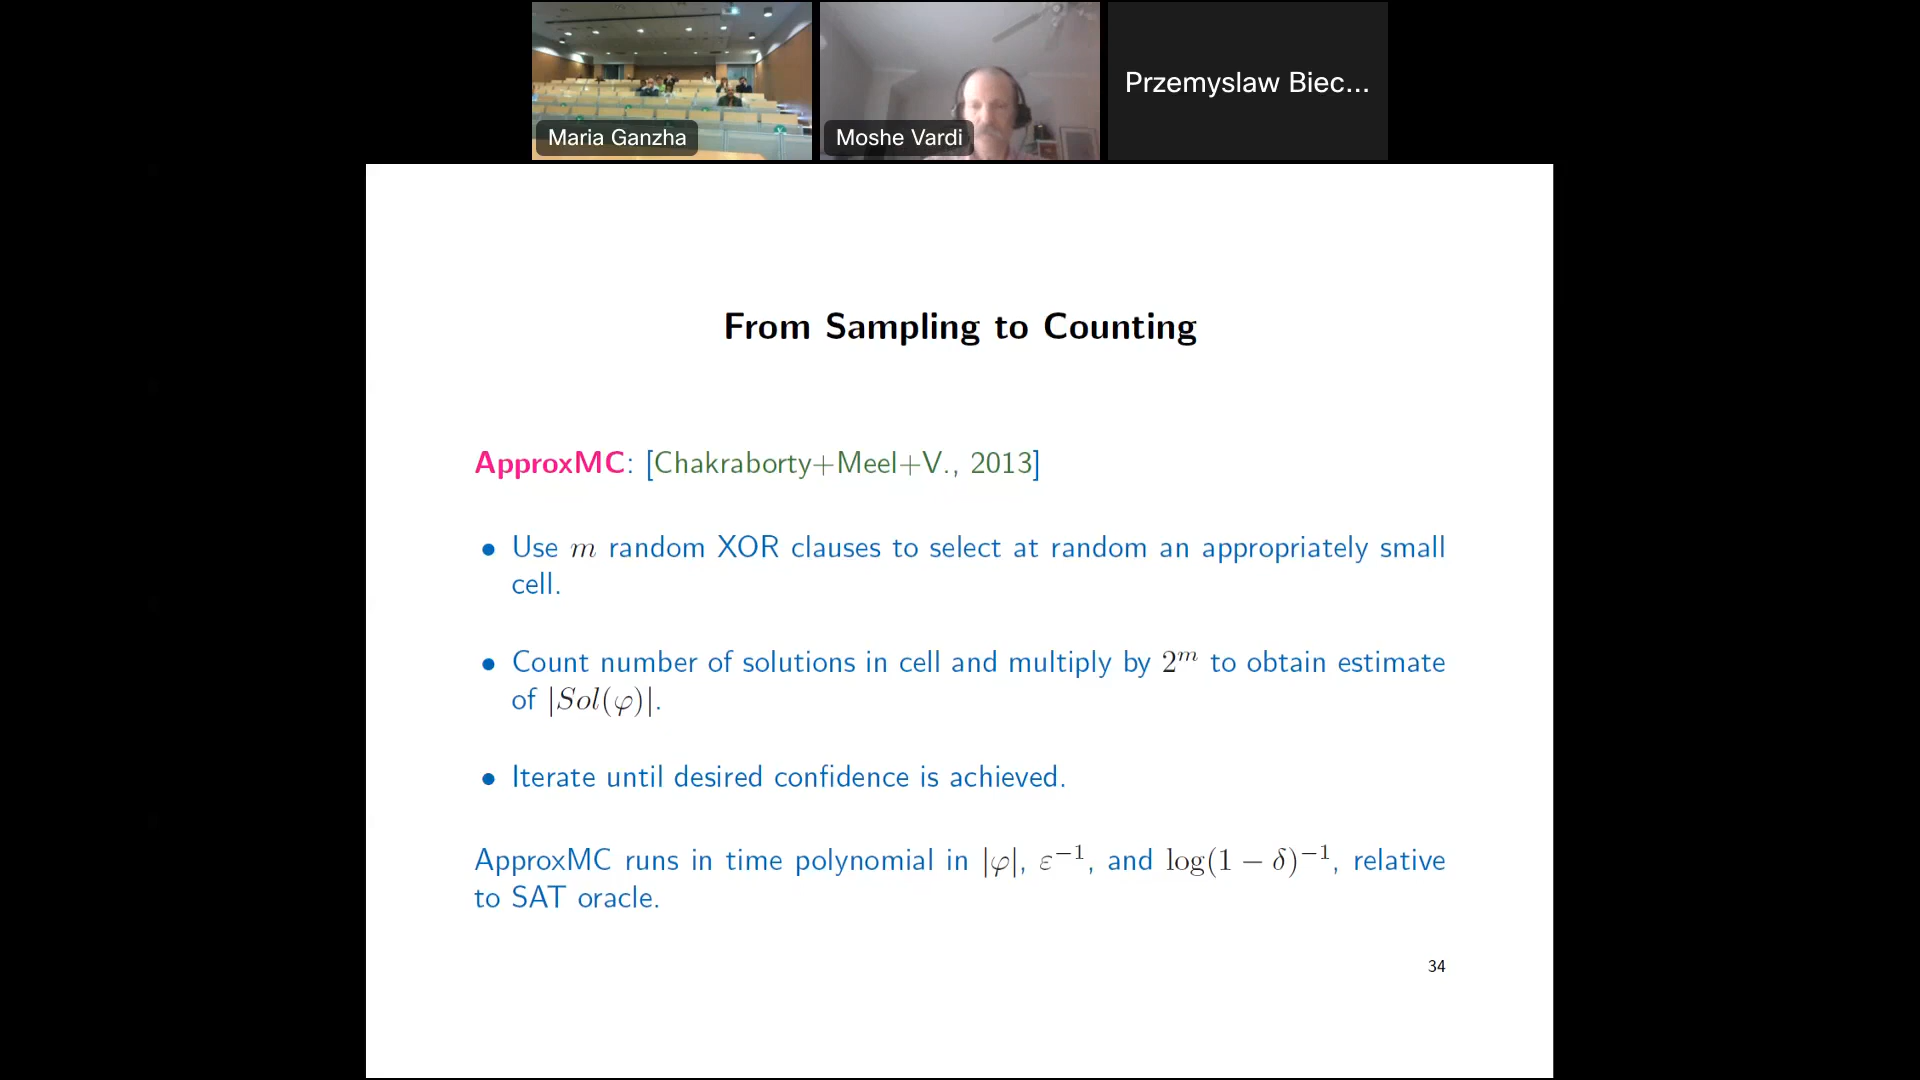 Maria Ganzha
Moshe Vardi
Przemyslaw Biec...
From Sampling to Counting
ApproxMC: [Chakraborty+Meel+V., 2013]
• Use m random XOR clauses to select at random an appropriately small
cell.
• Count number of solutions in cell and multiply by 2^m to obtain estimate
of |Sol(φ)|.
• Iterate until desired confidence is achieved.
ApproxMC runs in time polynomial in |φ|, ε⁻¹, and log(1 − δ)⁻¹, relative
to SAT oracle.
34